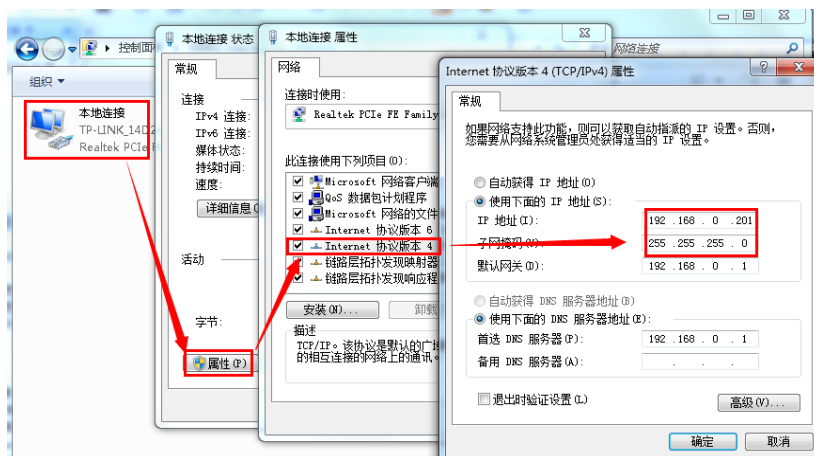 控制面
网络连接
组织
本地连接
TP-LINK_14D2
Realtek PCIe F
本地连接 状态
常规
连接
IPv4 连接:
IPv6 连接:
媒体状态:
持续时间:
速度:
详细信息(
活动
字节:
属性(P)
本地连接 属性
网络
连接时使用:
Realtek PCIe FE Family
此连接使用下列项目(O):
Microsoft 网络客户端
QoS 数据包计划程序
Microsoft 网络的文件
Internet 协议版本 6
Internet 协议版本 4
链路层拓扑发现映射器
链路层拓扑发现响应程
安装(N)...
卸载
描述
TCP/IP。该协议是默认的广域
的相互连接的网络上的通讯。
Internet 协议版本 4 (TCP/IPv4) 属性
常规
如果网络支持此功能，则可以获取自动指派的 IP 设置。否则，
您需要从网络系统管理员处获得适当的 IP 设置。
自动获得 IP 地址(O)
使用下面的 IP 地址(S):
IP 地址(I): 192 .168 . 0 .201
子网掩码(U): 255 .255 .255 . 0
默认网关(D): 192 .168 . 0 . 1
自动获得 DNS 服务器地址(B)
使用下面的 DNS 服务器地址(E):
首选 DNS 服务器(P): 192 .168 . 0 . 1
备用 DNS 服务器(A):
退出时验证设置(L)
高级(V)...
确定
取消